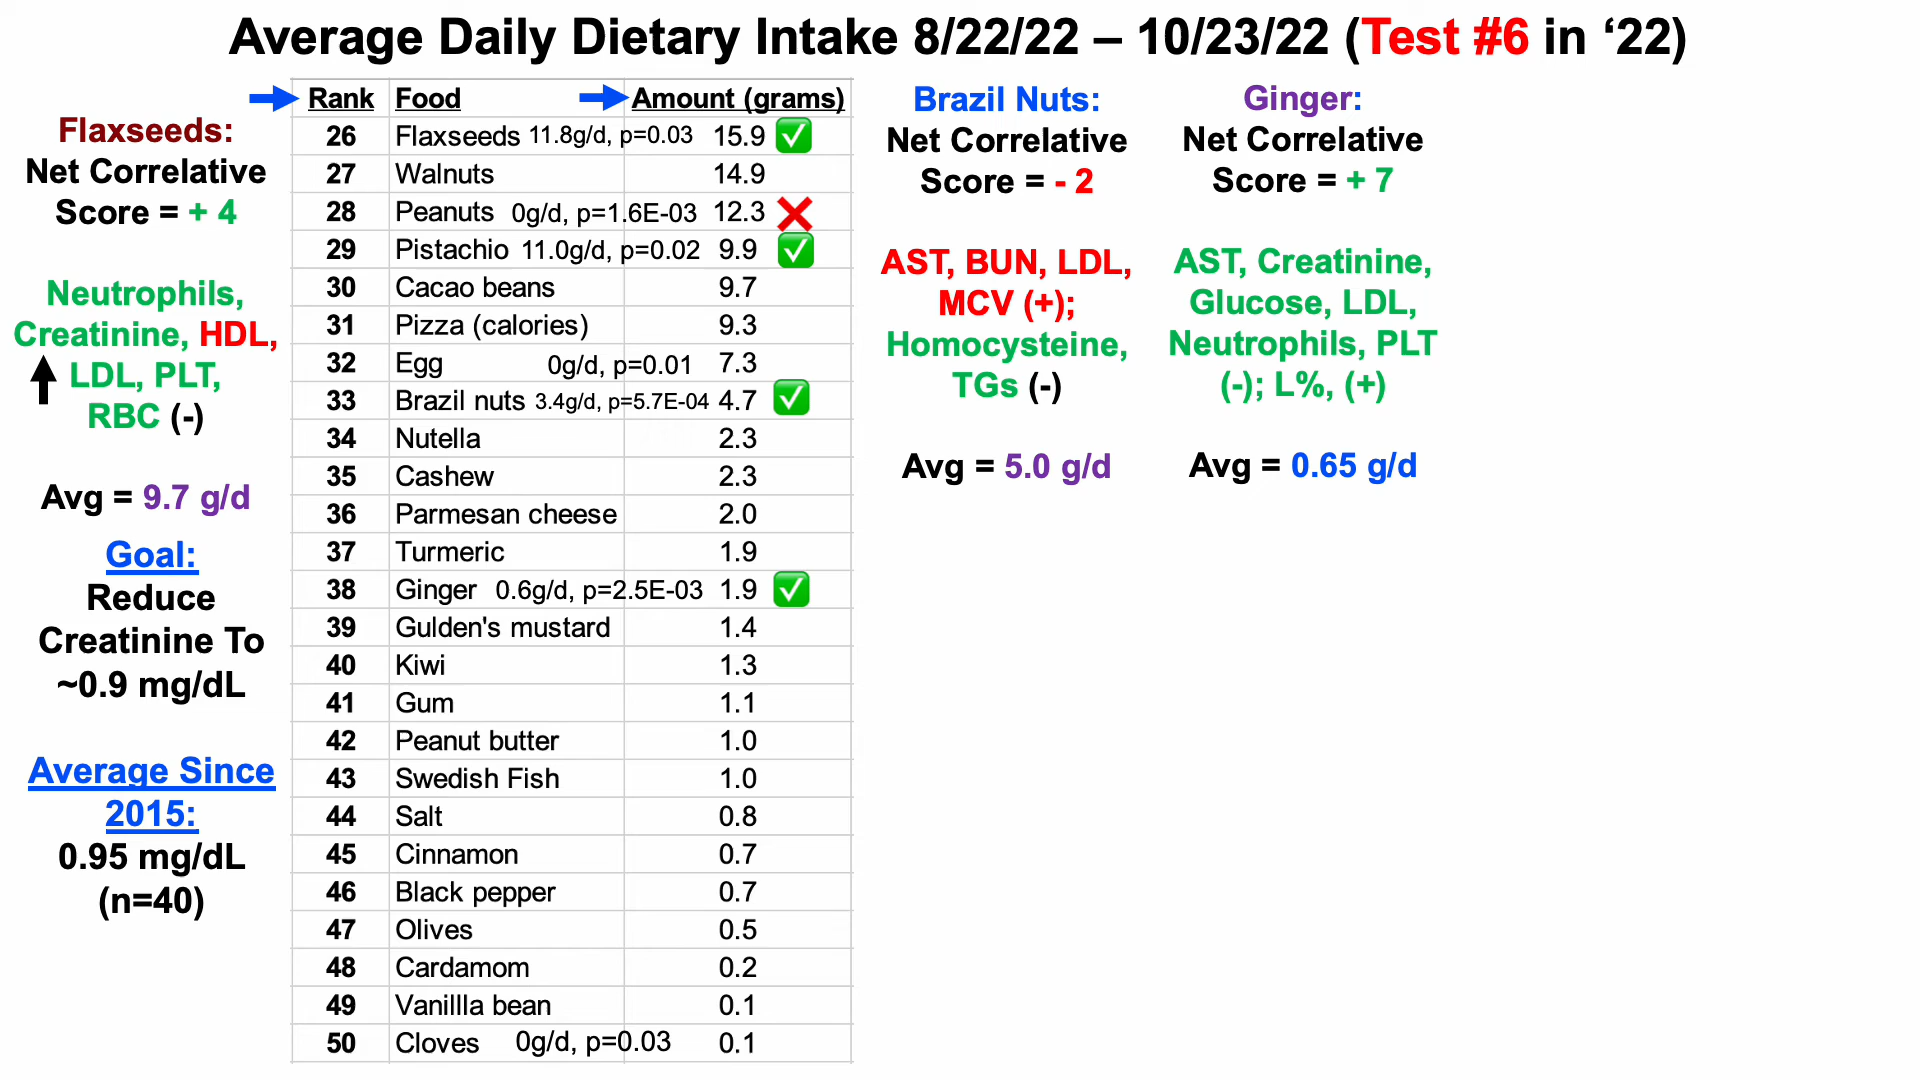 Average Daily Dietary Intake 8/22/22 – 10/23/22 (Test #6 in ‘22)
Flaxseeds:
Net Correlative
Score = + 4
Neutrophils,
Creatinine, HDL,
LDL, PLT,
RBC (-)
Avg = 9.7 g/d
Goal:
Reduce
Creatinine To
~0.9 mg/dL
Average Since
2015:
0.95 mg/dL
(n=40)
Rank Food Amount (grams)
26 Flaxseeds 11.8g/d, p=0.03 15.9
27 Walnuts 14.9
28 Peanuts 0g/d, p=1.6E-03 12.3
29 Pistachio 11.0g/d, p=0.02 9.9
30 Cacao beans 9.7
31 Pizza (calories) 9.3
32 Egg 0g/d, p=0.01 7.3
33 Brazil nuts 3.4g/d, p=5.7E-04 4.7
34 Nutella 2.3
35 Cashew 2.3
36 Parmesan cheese 2.0
37 Turmeric 1.9
38 Ginger 0.6g/d, p=2.5E-03 1.9
39 Gulden's mustard 1.4
40 Kiwi 1.3
41 Gum 1.1
42 Peanut butter 1.0
43 Swedish Fish 1.0
44 Salt 0.8
45 Cinnamon 0.7
46 Black pepper 0.7
47 Olives 0.5
48 Cardamom 0.2
49 Vanillla bean 0.1
50 Cloves 0g/d, p=0.03 0.1
Brazil Nuts:
Net Correlative
Score = - 2
AST, BUN, LDL,
MCV (+);
Homocysteine,
TGs (-)
Avg = 5.0 g/d
Ginger:
Net Correlative
Score = + 7
AST, Creatinine,
Glucose, LDL,
Neutrophils, PLT
(-); L%, (+)
Avg = 0.65 g/d